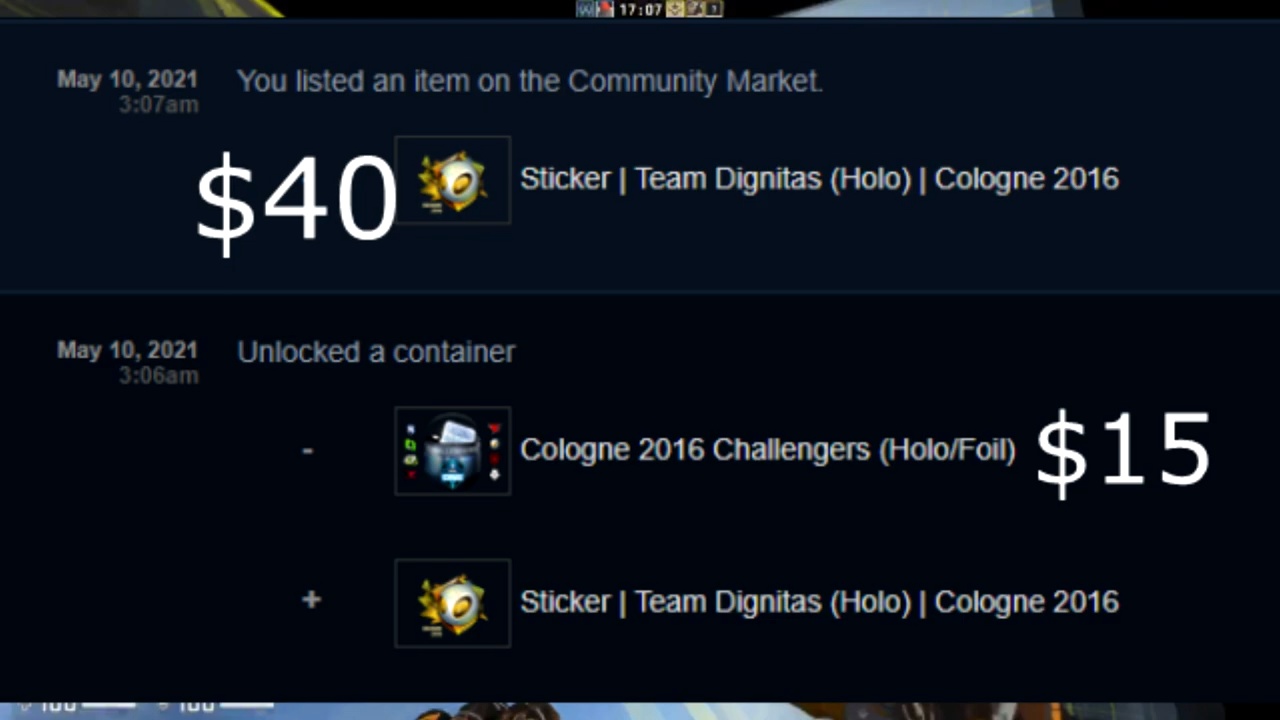 17:07
May 10, 2021 You listed an item on the Community Market.
3:07am
$40 Sticker | Team Dignitas (Holo) | Cologne 2016
May 10, 2021 Unlocked a container
3:06am
- Cologne 2016 Challengers (Holo/Foil) $15
+ Sticker | Team Dignitas (Holo) | Cologne 2016
100 100